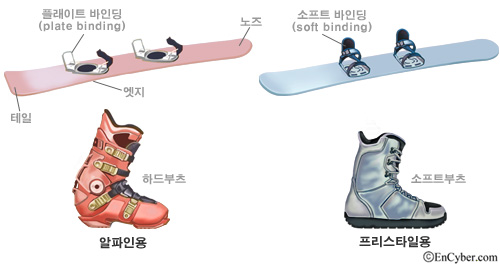 플레이트 바인딩
(plate binding)
노즈
소프트 바인딩
(soft binding)
엣지
테일
하드부츠
소프트부츠
알파인용
프리스타일용
©EnCyber.com